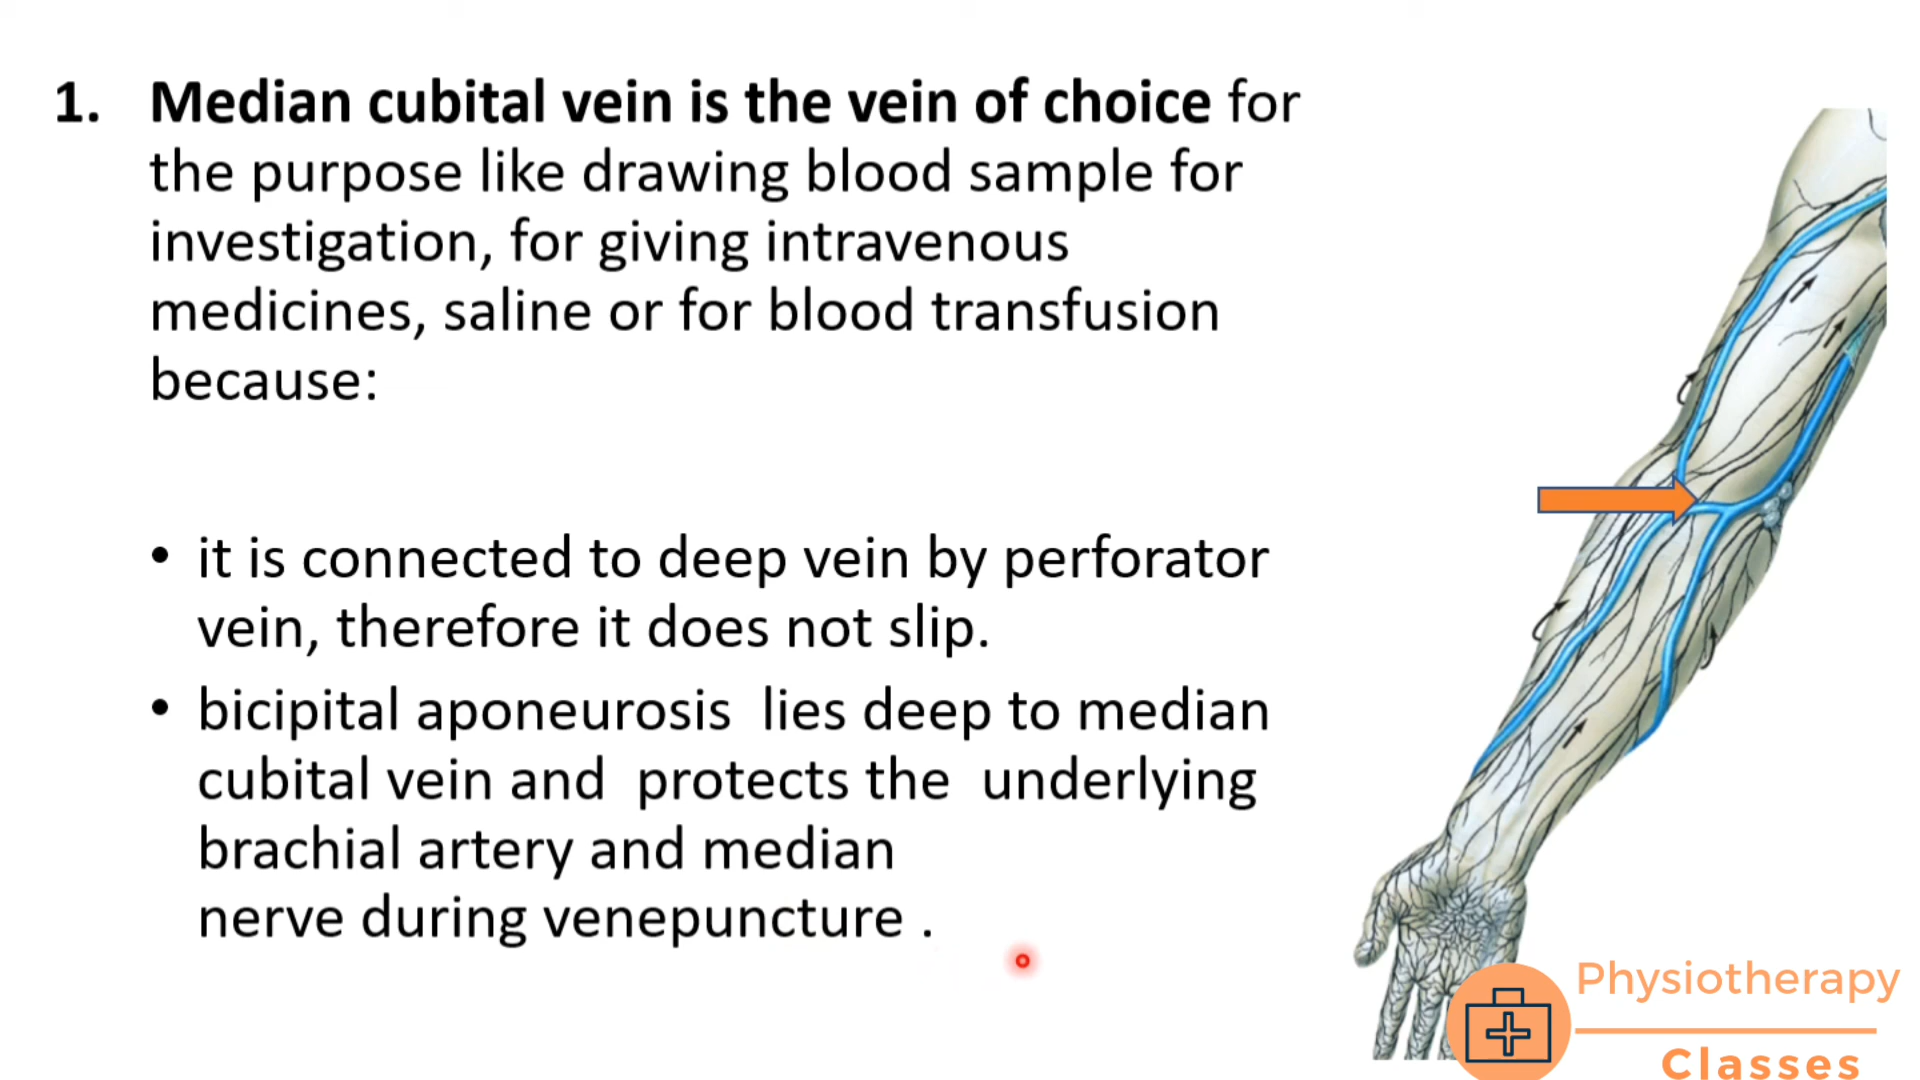 1. Median cubital vein is the vein of choice for
the purpose like drawing blood sample for
investigation, for giving intravenous
medicines, saline or for blood transfusion
because:
• it is connected to deep vein by perforator
vein, therefore it does not slip.
• bicipital aponeurosis lies deep to median
cubital vein and protects the underlying
brachial artery and median
nerve during venepuncture .
Physiotherapy
Classes